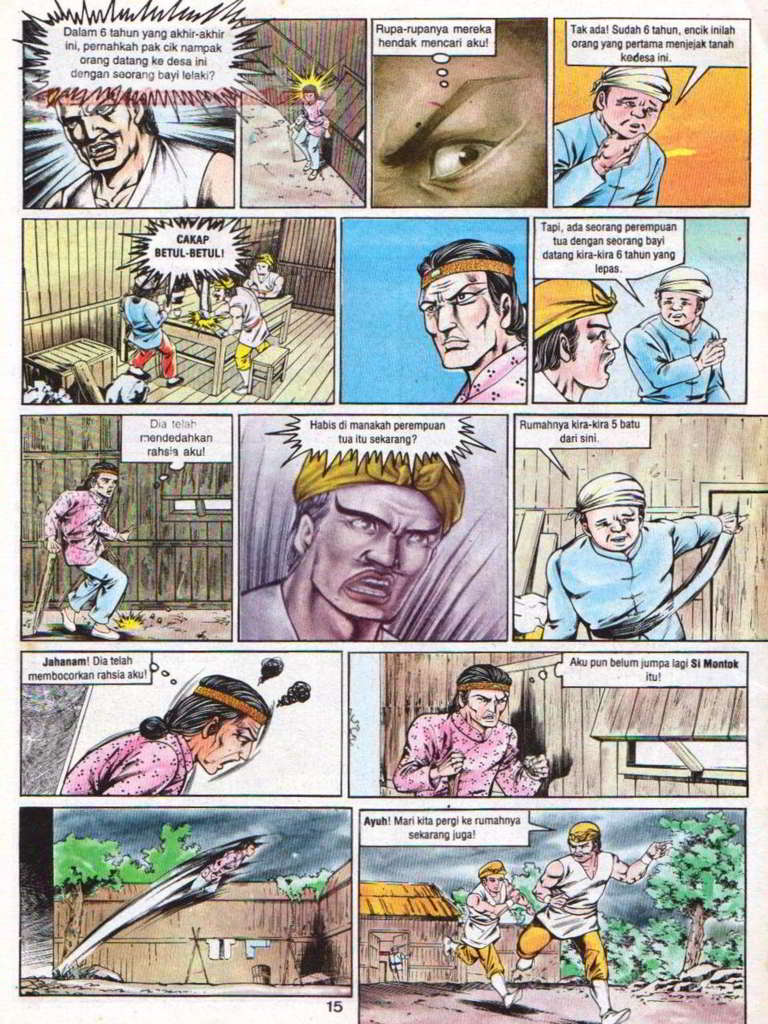 Dalam 6 tahun yang akhir-akhir
ini, pernahkah pak cik nampak
orang datang ke desa ini
dengan seorang bayi lelaki?
Rupa-rupanya mereka
hendak mencari aku!
Tak ada! Sudah 6 tahun, encik inilah
orang yang pertama menjejak tanah
kedesa ini.
CAKAP
BETUL-BETUL!
Tapi, ada seorang perempuan
tua dengan seorang bayi
datang kira-kira 6 tahun yang
lepas.
Dia telah
mendedahkan
rahsia aku!
Habis di manakah perempuan
tua itu sekarang?
Rumahnya kira-kira 5 batu
dari sini.
Jahanam! Dia telah
membocorkan rahsia aku!
Aku pun belum jumpa lagi Si Montok
itu!
Ayuh! Mari kita pergi ke rumahnya
sekarang juga!
15